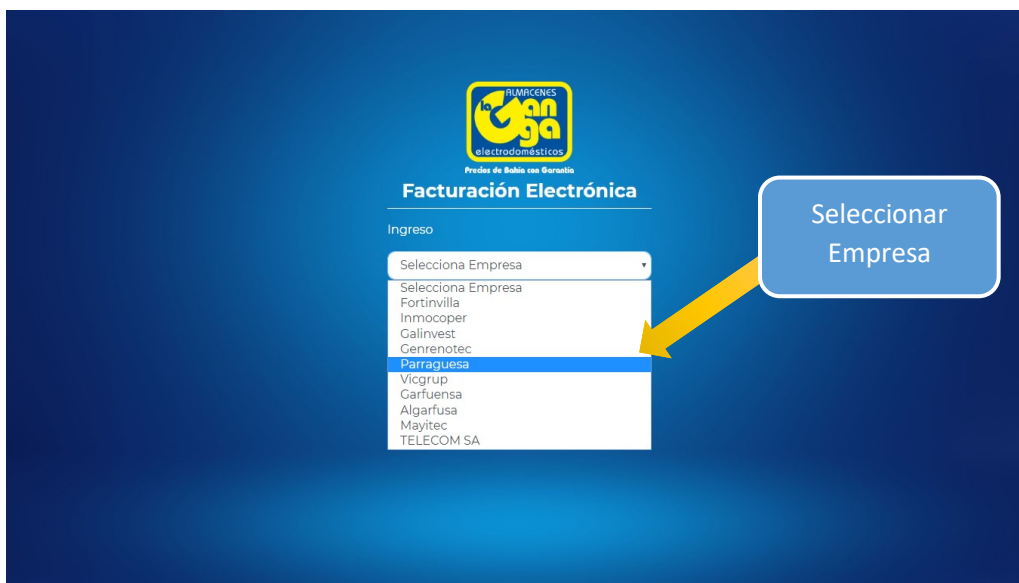 ALMACENES
la Ganga
electrodomésticos
Precios de Bahía con Garantía
Facturación Electrónica
Ingreso
Selecciona Empresa
Selecciona Empresa
Fortinvilla
Inmocoper
Galinvest
Genrenotec
Parraguesa
Vicgrup
Garfuensa
Algarfusa
Mayitec
TELECOM SA
Seleccionar
Empresa